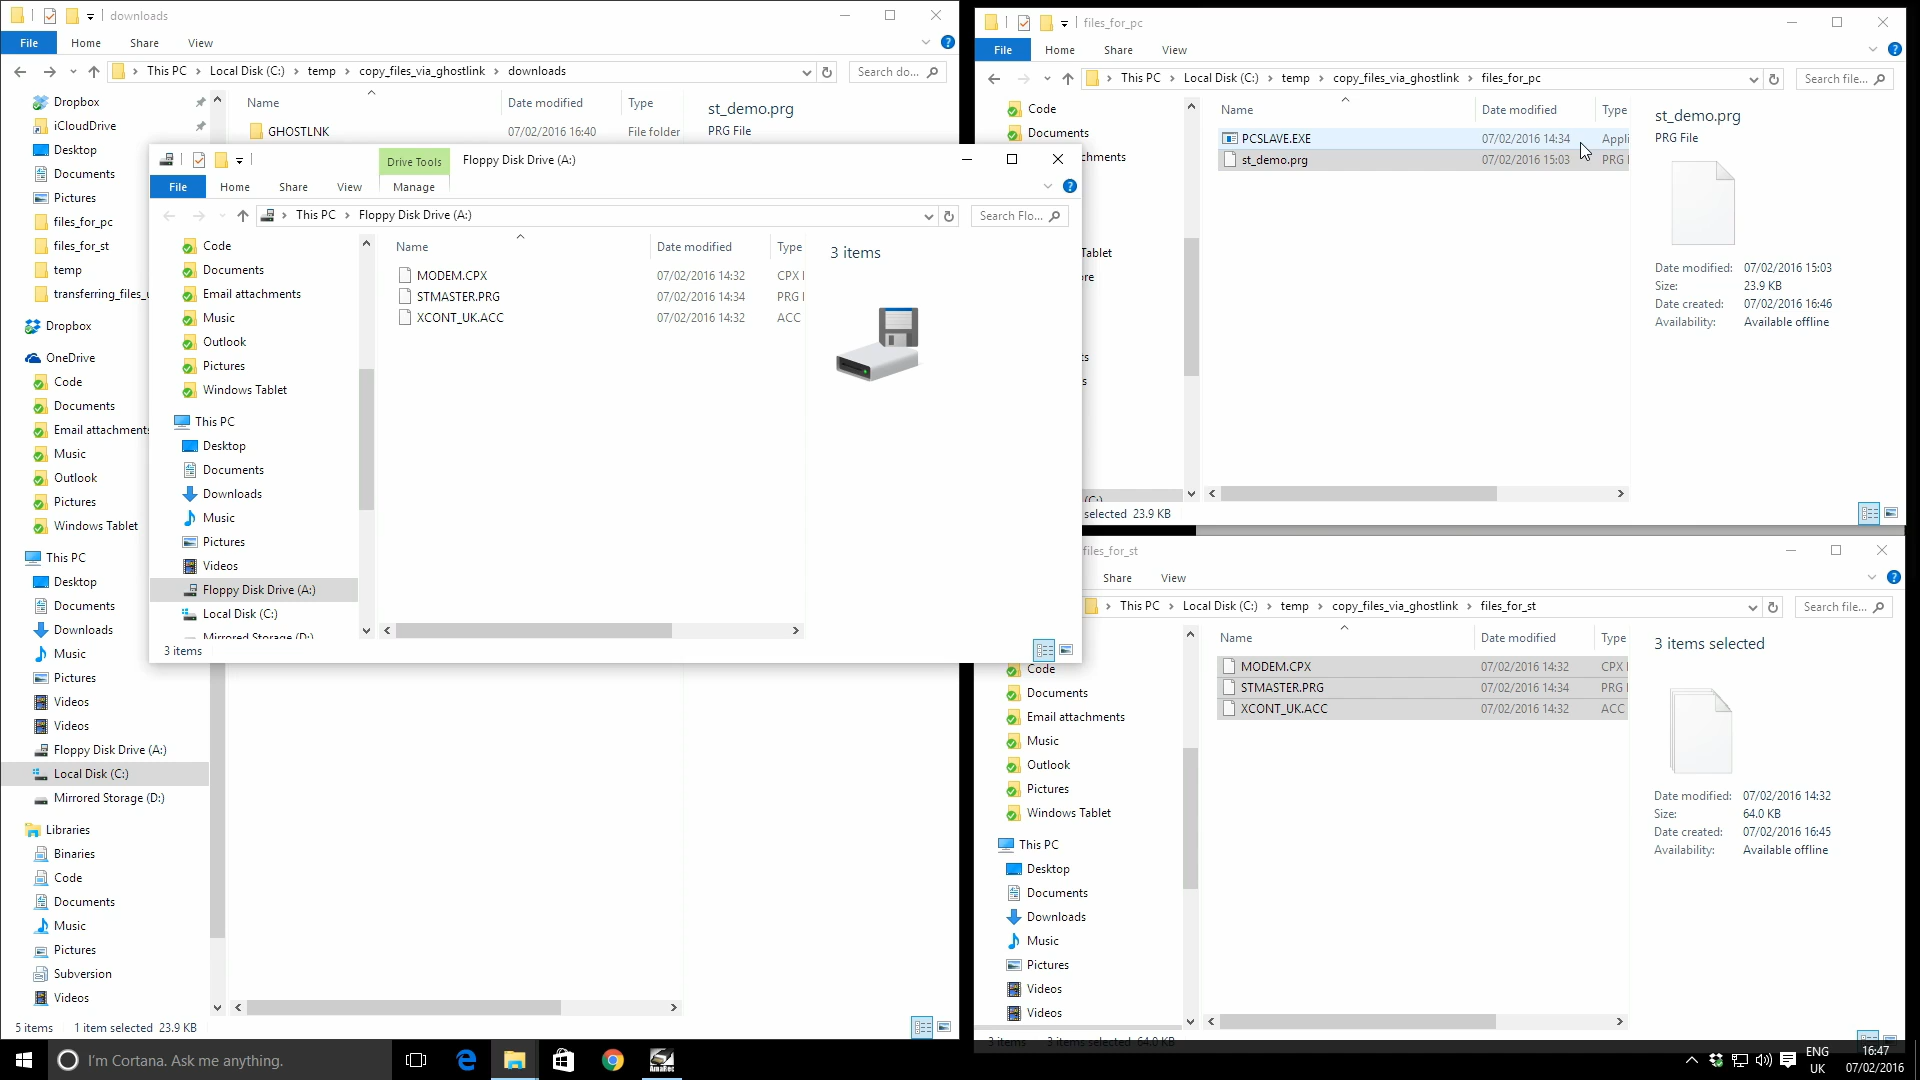 downloads
File Home Share View
This PC Local Disk (C:) temp copy_files_via_ghostlink downloads
Search do...
Dropbox
iCloudDrive
Desktop
Documents
Pictures
files_for_pc
files_for_st
temp
transferring_files_
Dropbox
OneDrive
Code
Documents
Email attachments
Music
Outlook
Pictures
Windows Tablet
This PC
Desktop
Documents
Downloads
Music
Pictures
Videos
Videos
Floppy Disk Drive (A:)
Local Disk (C:)
Mirrored Storage (D:)
Libraries
Binaries
Code
Documents
Music
Pictures
Subversion
Videos
Name Date modified Type
GHOSTLNK 07/02/2016 16:40 File folder
st_demo.prg
PRG File
5 items 1 item selected 23.9 KB
Drive Tools
Floppy Disk Drive (A:)
File Home Share View Manage
This PC Floppy Disk Drive (A:)
Search Flo...
Code
Documents
Email attachments
Music
Outlook
Pictures
Windows Tablet
This PC
Desktop
Documents
Downloads
Music
Pictures
Videos
Floppy Disk Drive (A:)
Local Disk (C:)
Mirrored Storage (D:)
Name Date modified Type
MODEM.CPX 07/02/2016 14:32 CPX
STMASTER.PRG 07/02/2016 14:34 PRG
XCONT_UK.ACC 07/02/2016 14:32 ACC
3 items
3 items
files_for_pc
File Home Share View
This PC Local Disk (C:) temp copy_files_via_ghostlink files_for_pc
Search file...
Code
Documents
chments
Tablet
re
ts
s
(C:)
Name Date modified Type
PCSLAVE.EXE 07/02/2016 14:34 Appli
st_demo.prg 07/02/2016 15:03 PRG
st_demo.prg
PRG File
Date modified: 07/02/2016 15:03
Size: 23.9 KB
Date created: 07/02/2016 16:46
Availability: Available offline
selected 23.9 KB
files_for_st
Share View
This PC Local Disk (C:) temp copy_files_via_ghostlink files_for_st
Search file...
Code
Documents
Email attachments
Music
Outlook
Pictures
Windows Tablet
This PC
Desktop
Documents
Downloads
Music
Pictures
Videos
Videos
Name Date modified Type
MODEM.CPX 07/02/2016 14:32 CPX
STMASTER.PRG 07/02/2016 14:34 PRG
XCONT_UK.ACC 07/02/2016 14:32 ACC
3 items selected
Date modified: 07/02/2016 14:32
Size: 64.0 KB
Date created: 07/02/2016 16:45
Availability: Available offline
3 items 3 items selected 64.0 KB
I'm Cortana. Ask me anything.
AmaRec
ENG
UK
16:47
07/02/2016